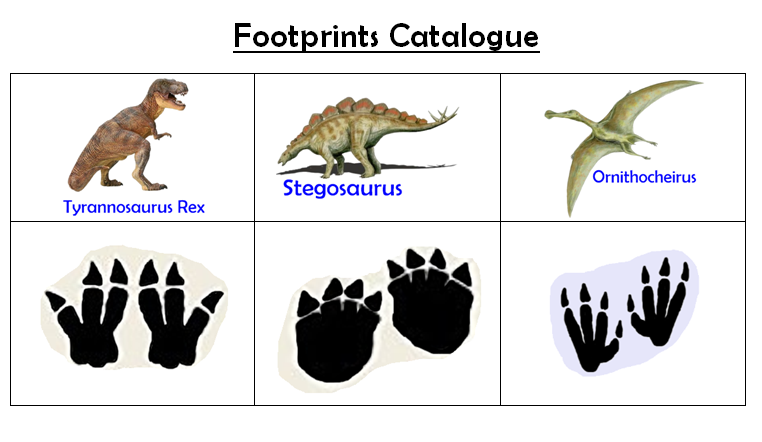 Footprints Catalogue
Tyrannosaurus Rex
Stegosaurus
Ornithocheirus